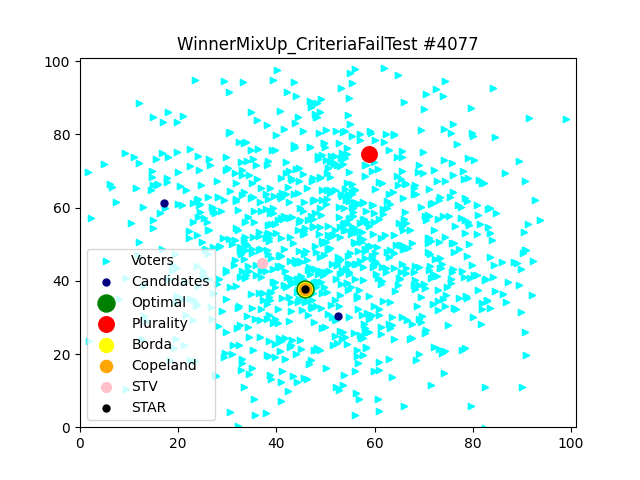 WinnerMixUp_CriteriaFailTest #4077
100
80
60
40
20
0
Voters
Candidates
Optimal
Plurality
Borda
Copeland
STV
STAR
0 20 40 60 80 100